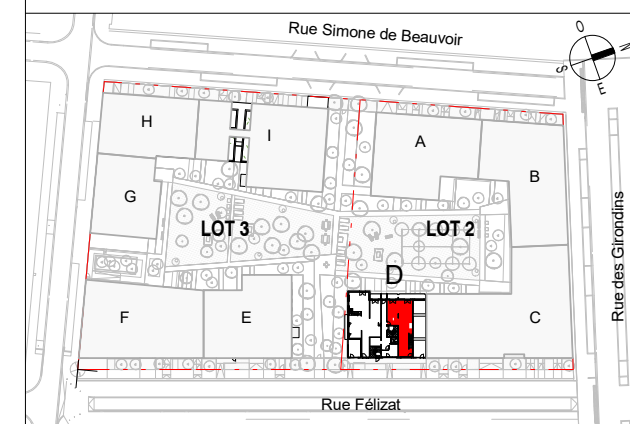 Rue Simone de Beauvoir
O
N
S
E
H
I
A
B
G
LOT 3
LOT 2
Rue des Girondins
D
F
E
C
Rue Félizat